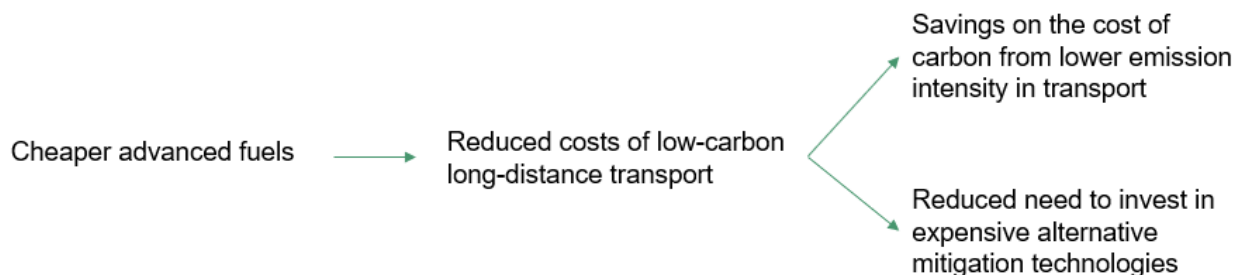 Cheaper advanced fuels
Reduced costs of low-carbon
long-distance transport
Savings on the cost of
carbon from lower emission
intensity in transport
Reduced need to invest in
expensive alternative
mitigation technologies